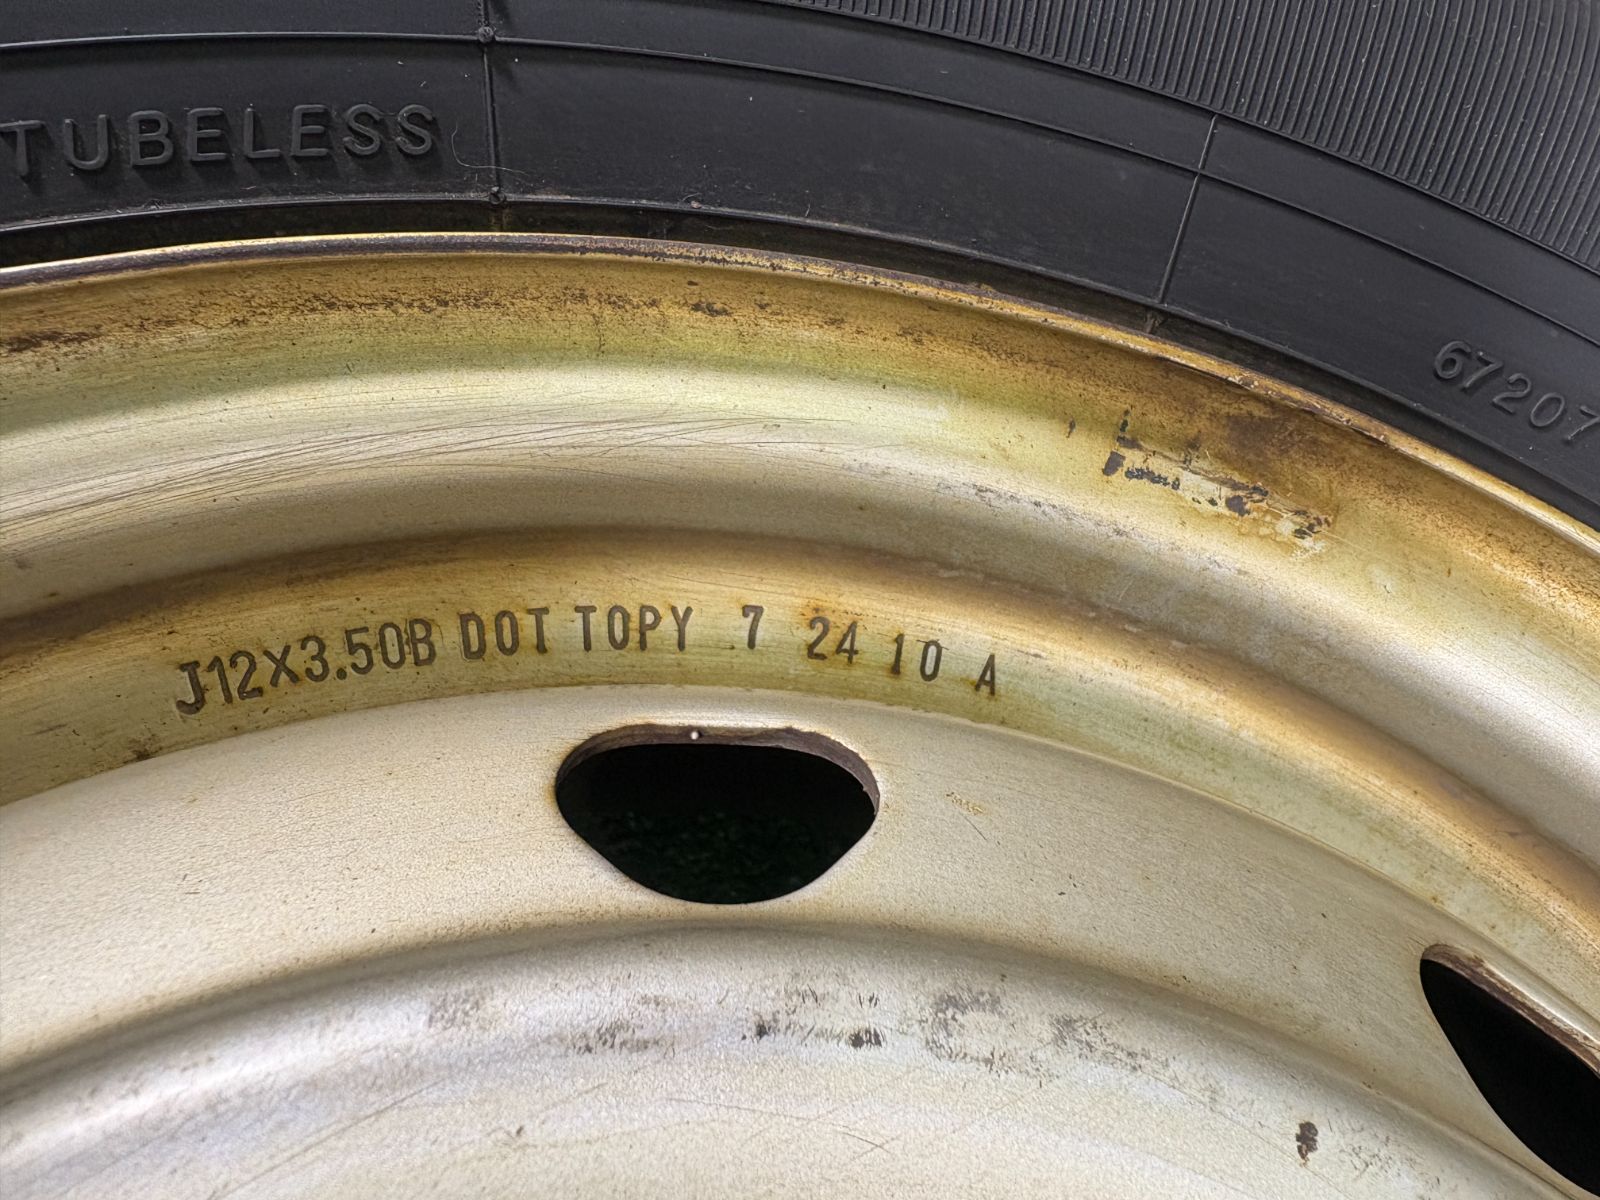 TUBELESS
67207
J12X3.50B DOT TOPY 7 24 10 A